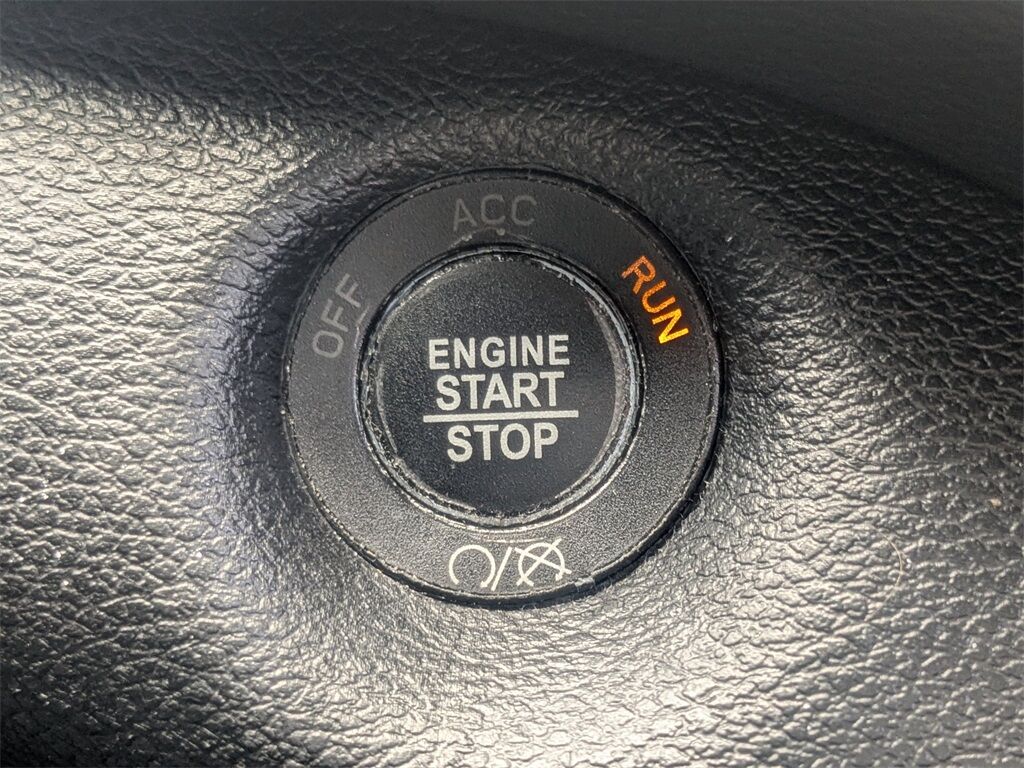 ACC
OFF
RUN
ENGINE
START
STOP